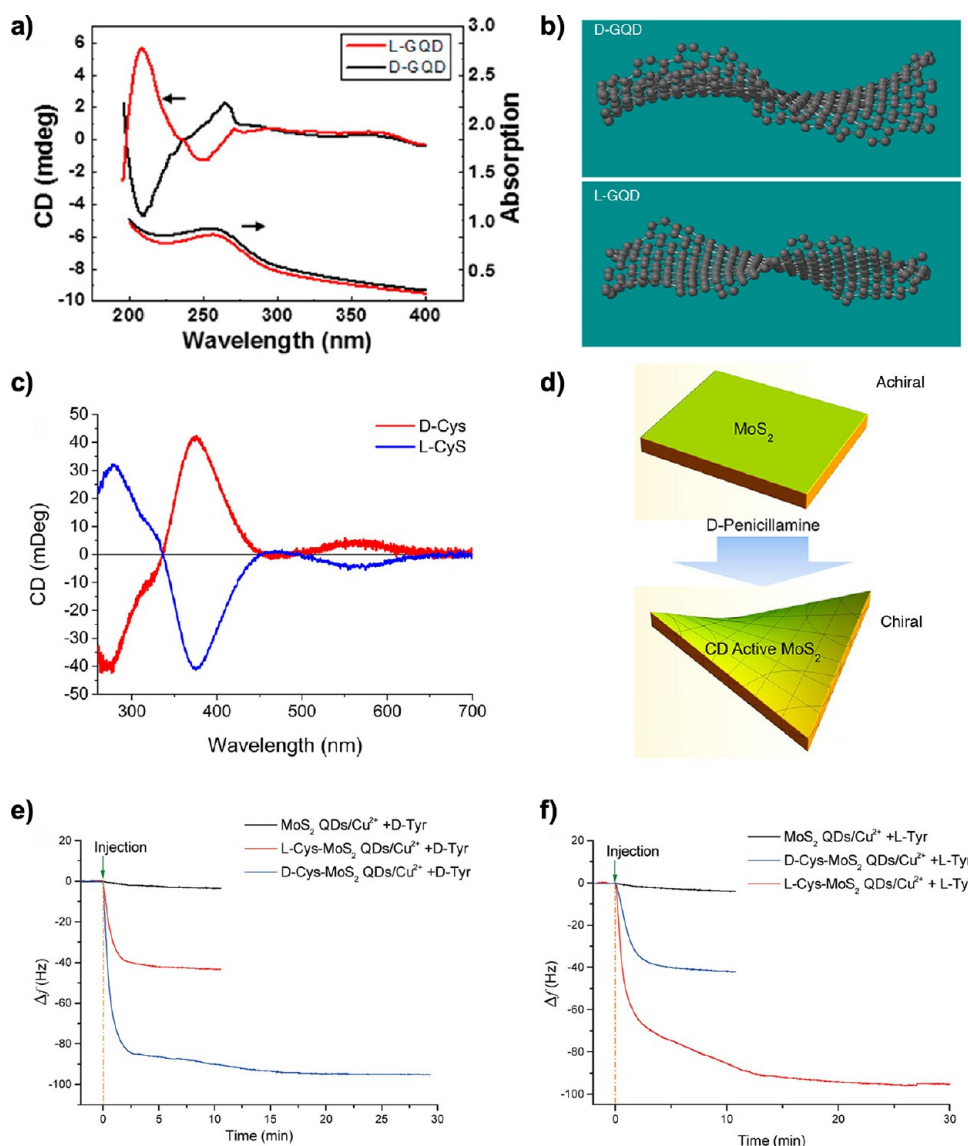 a)
L-GQD
D-GQD
CD (mdeg)
6
4
2
0
-2
-4
-6
-8
-10
3.0
2.5
2.0
1.5
1.0
0.5
Absorption
200 250 300 350 400
Wavelength (nm)
b)
D-GQD
L-GQD
c)
D-Cys
L-CyS
CD (mDeg)
50
40
30
20
10
0
-10
-20
-30
-40
-50
300 400 500 600 700
Wavelength (nm)
d)
Achiral
MoS₂
D-Penicillamine
Chiral
CD Active MoS₂
e)
MoS₂ QDs/Cu²⁺ +D-Tyr
L-Cys-MoS₂ QDs/Cu²⁺ +D-Tyr
D-Cys-MoS₂ QDs/Cu²⁺ +D-Tyr
Injection
Δf (Hz)
20
0
-20
-40
-60
-80
-100
0 5 10 15 20 25 30
Time (min)
f)
MoS₂ QDs/Cu²⁺ +L-Tyr
D-Cys-MoS₂ QDs/Cu²⁺ +L-Tyr
L-Cys-MoS₂ QDs/Cu²⁺ + L-Ty
Injection
Δf (Hz)
20
0
-20
-40
-60
-80
-100
0 10 20 30
Time (min)